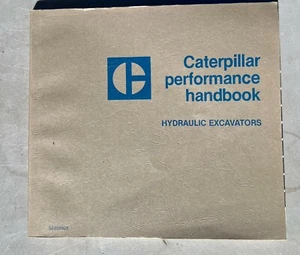 Caterpillar
performance
handbook
HYDRAULIC EXCAVATORS